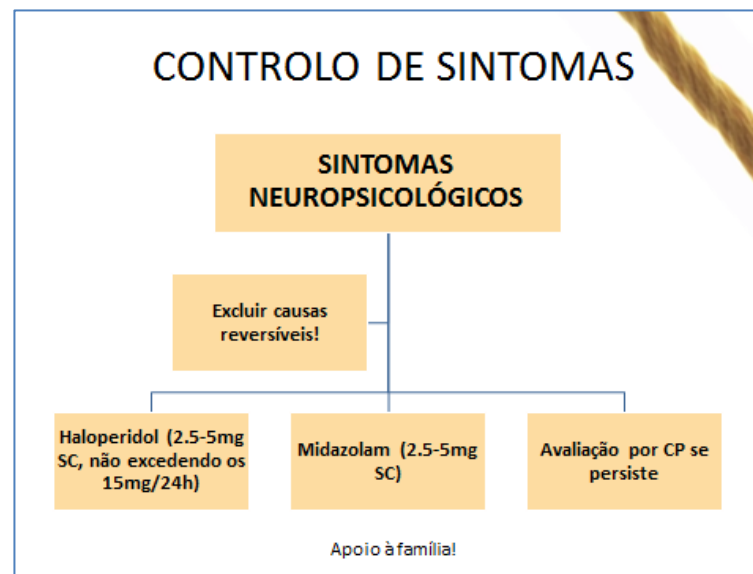 CONTROLO DE SINTOMAS
SINTOMAS
NEUROPSICOLÓGICOS
Excluir causas
reversíveis!
Haloperidol (2.5-5mg
SC, não excedendo os
15mg/24h)
Midazolam (2.5-5mg
SC)
Avaliação por CP se
persiste
Apoio à família!